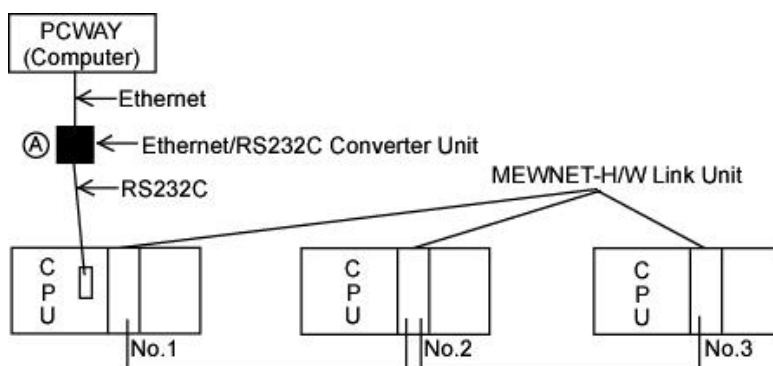 PCWAY
(Computer)
Ethernet
Ⓐ
Ethernet/RS232C Converter Unit
RS232C
MEWNET-H/W Link Unit
C
P
U
C
P
U
C
P
U
No.1
No.2
No.3